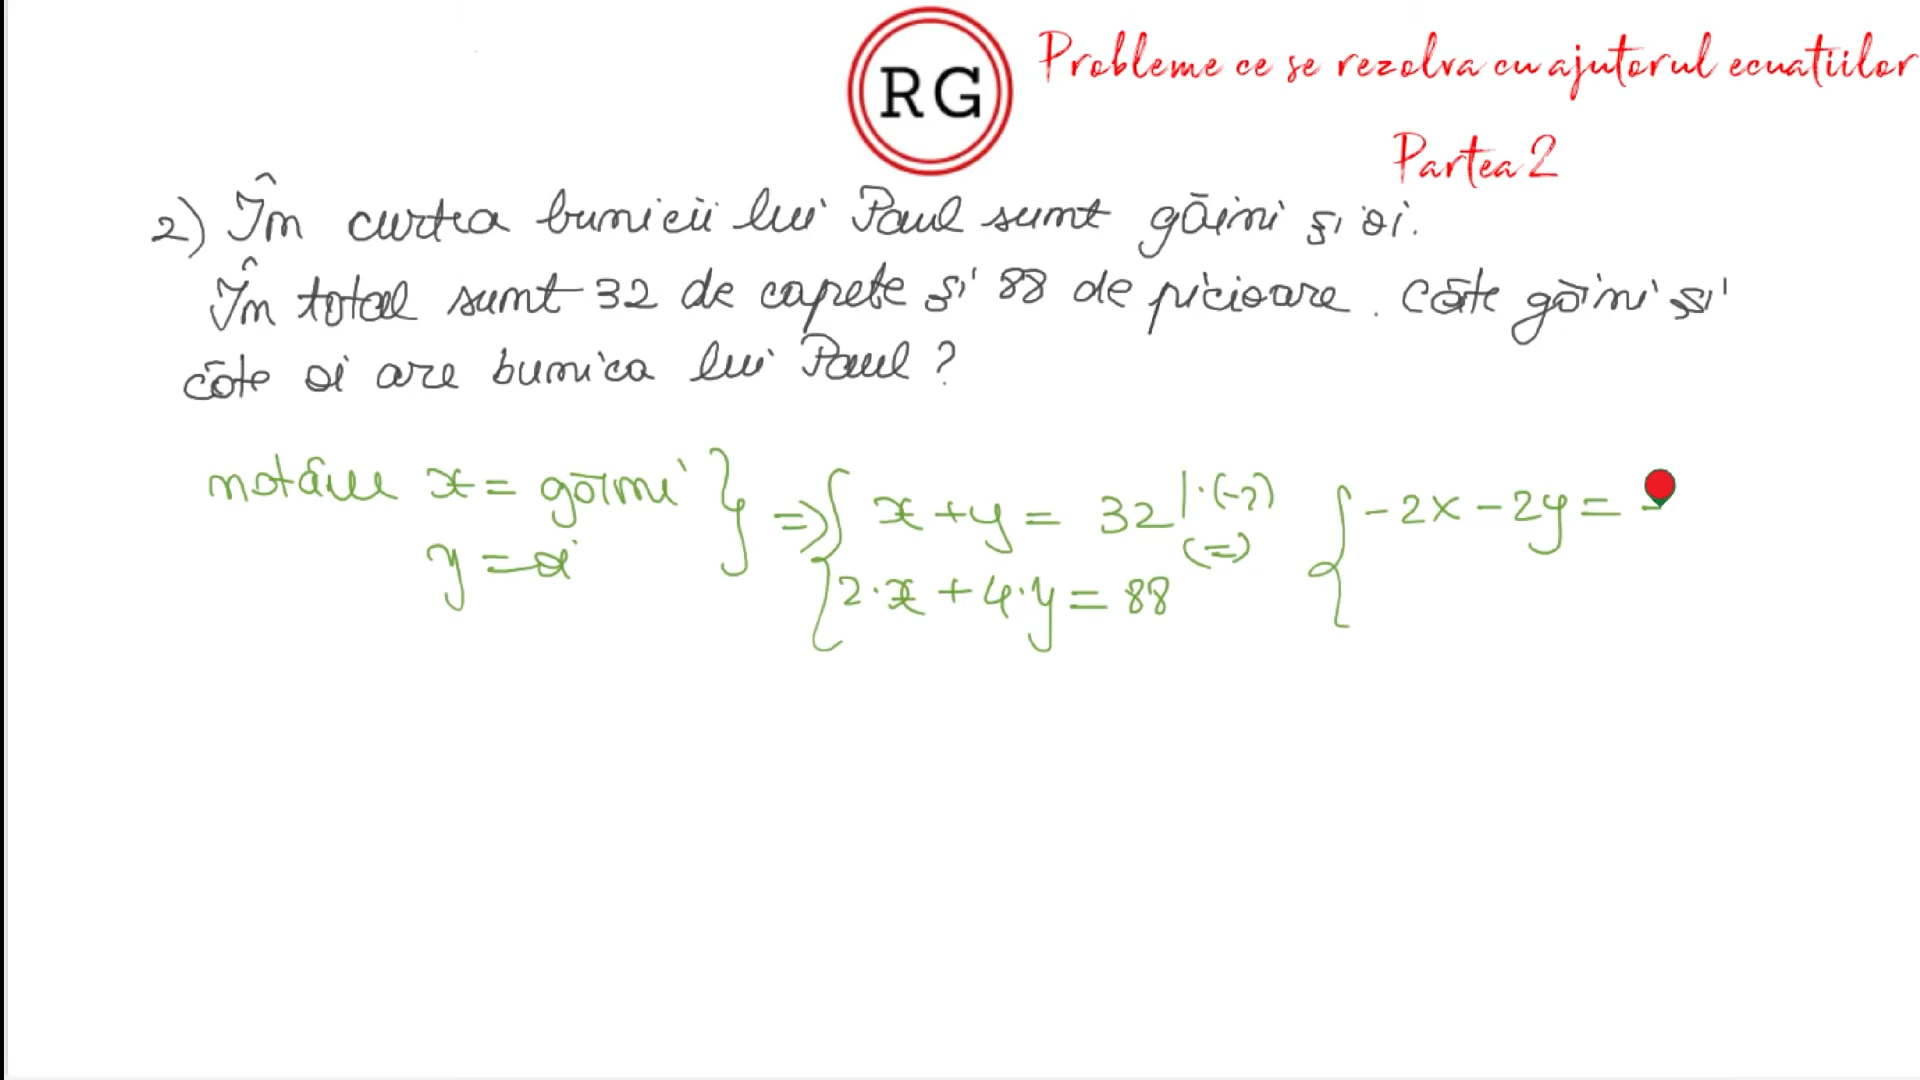 RG
Probleme ce se rezolva cu ajutorul ecuatiilor
Partea 2
2) În curtea bunicii lui Paul sunt găini și oi.
În total sunt 32 de capete și 88 de picioare. Câte găini și
câte oi are bunica lui Paul?
notăm x = găini } => { x + y = 32 | · (-2) { -2x - 2y = -
y = oi (=)
2·x + 4·y = 88